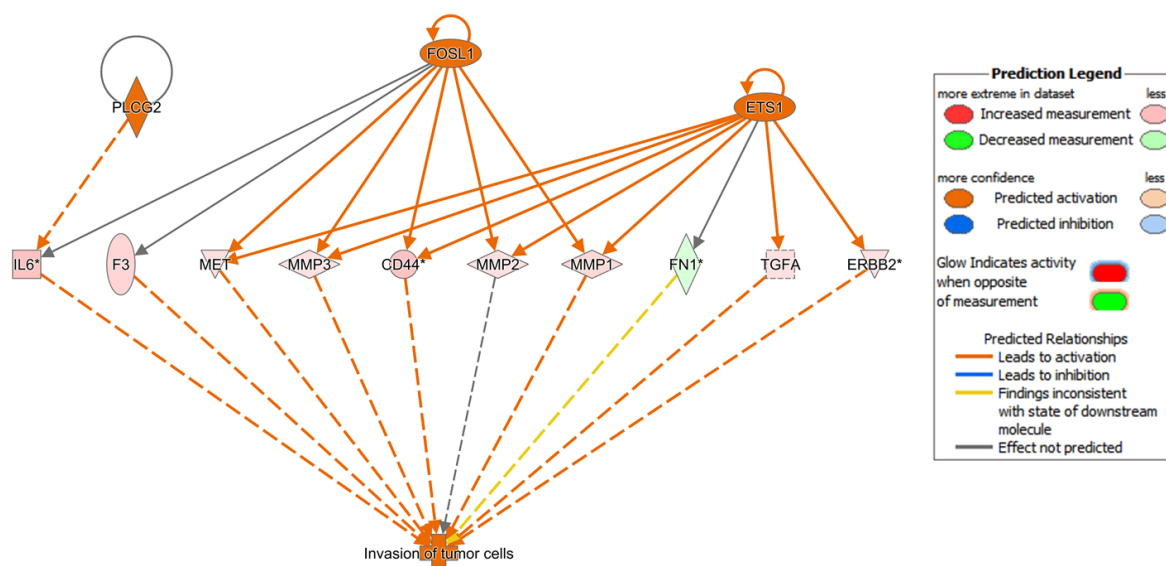 FOSL1
PLCG2
ETS1
IL6*
F3
MET
MMP3
CD44*
MMP2
MMP1
FN1*
TGFA
ERBB2*
Invasion of tumor cells
Prediction Legend
more extreme in dataset less
Increased measurement
Decreased measurement
more confidence less
Predicted activation
Predicted inhibition
Glow Indicates activity
when opposite
of measurement
Predicted Relationships
Leads to activation
Leads to inhibition
Findings inconsistent
with state of downstream
molecule
Effect not predicted